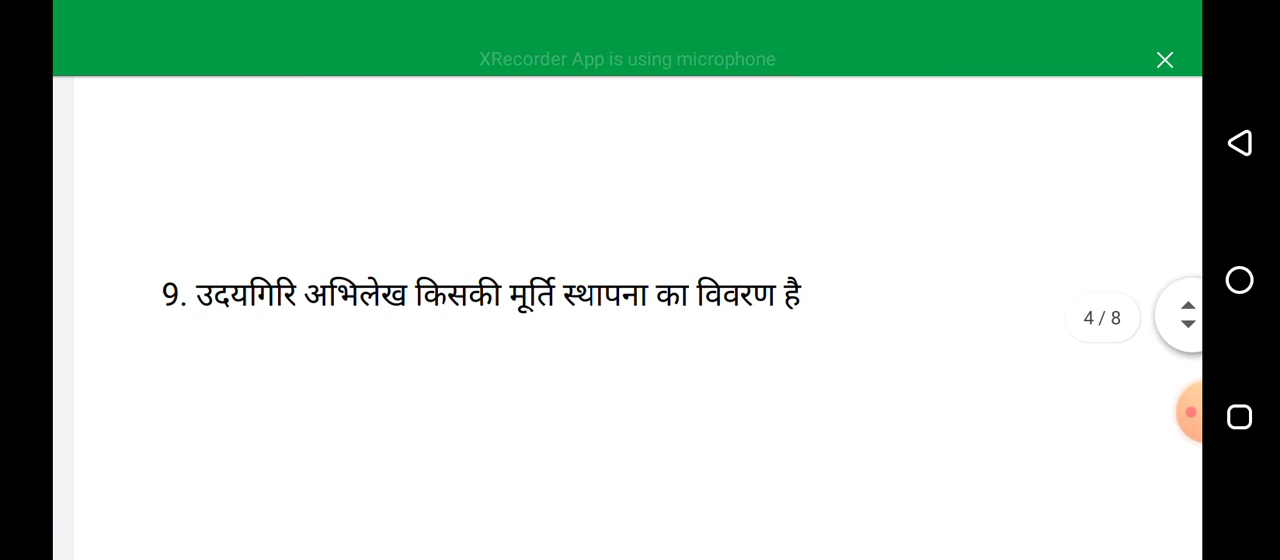 XRecorder App is using microphone
9. उदयगिरि अभिलेख किसकी मूर्ति स्थापना का विवरण है
4 / 8